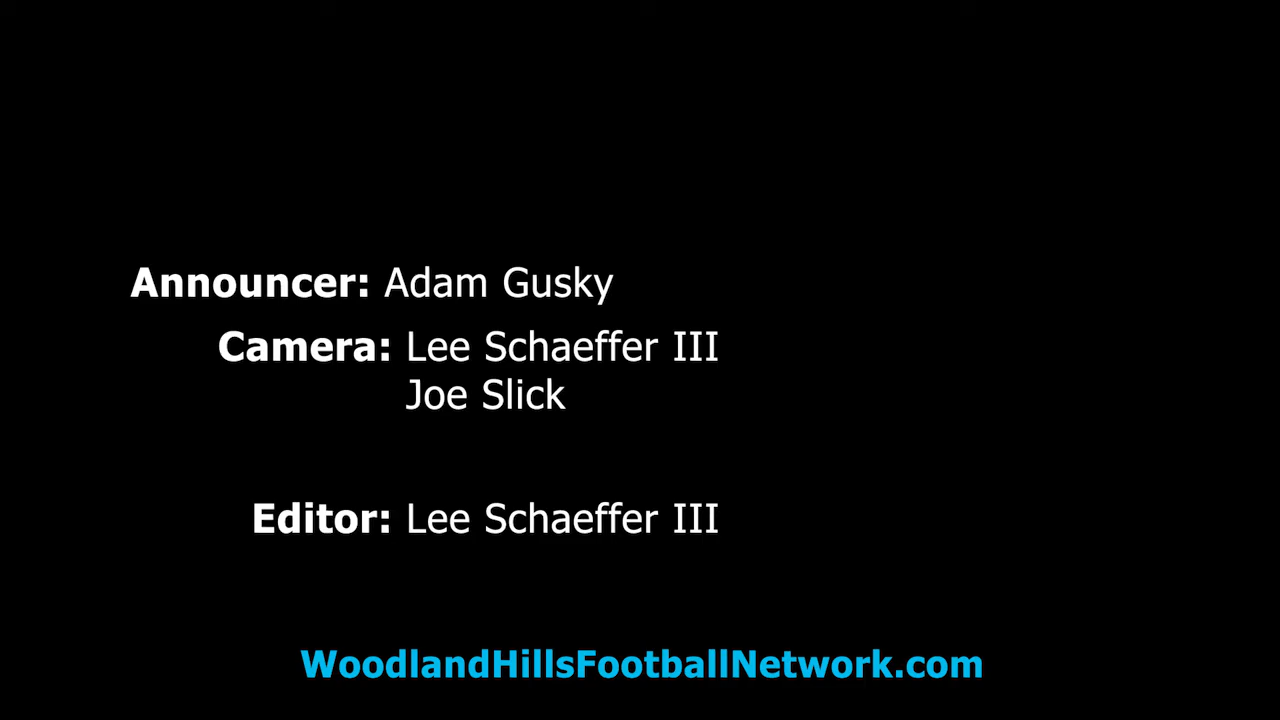 Announcer: Adam Gusky
Camera: Lee Schaeffer III
Joe Slick
Editor: Lee Schaeffer III
WoodlandHillsFootballNetwork.com